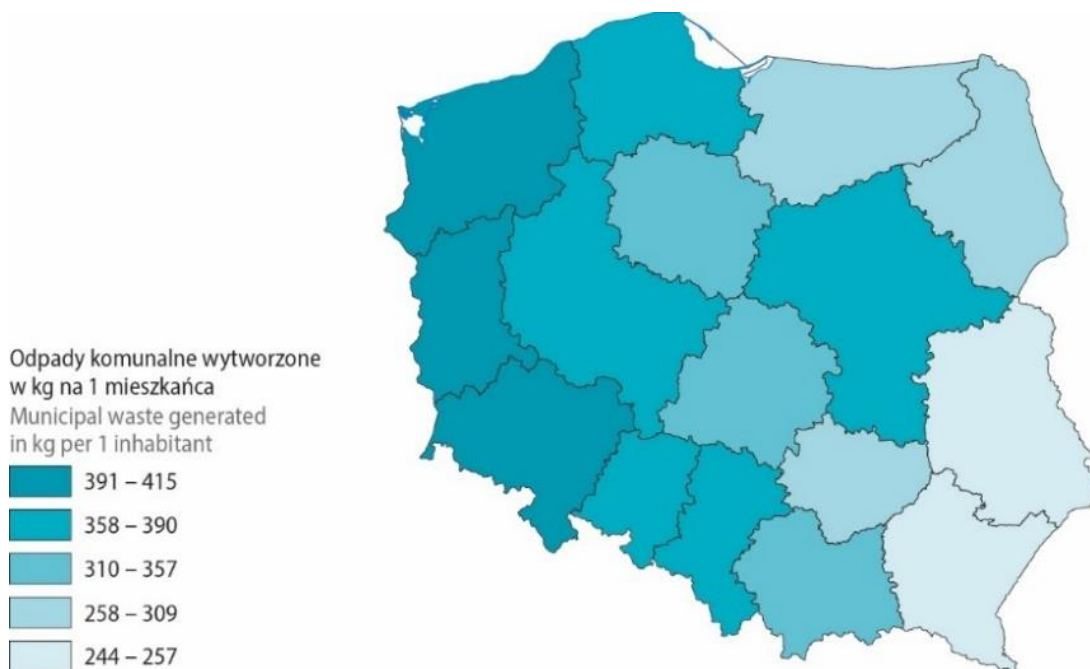 Odpady komunalne wytworzone
w kg na 1 mieszkańca
Municipal waste generated
in kg per 1 inhabitant
391 – 415
358 – 390
310 – 357
258 – 309
244 – 257